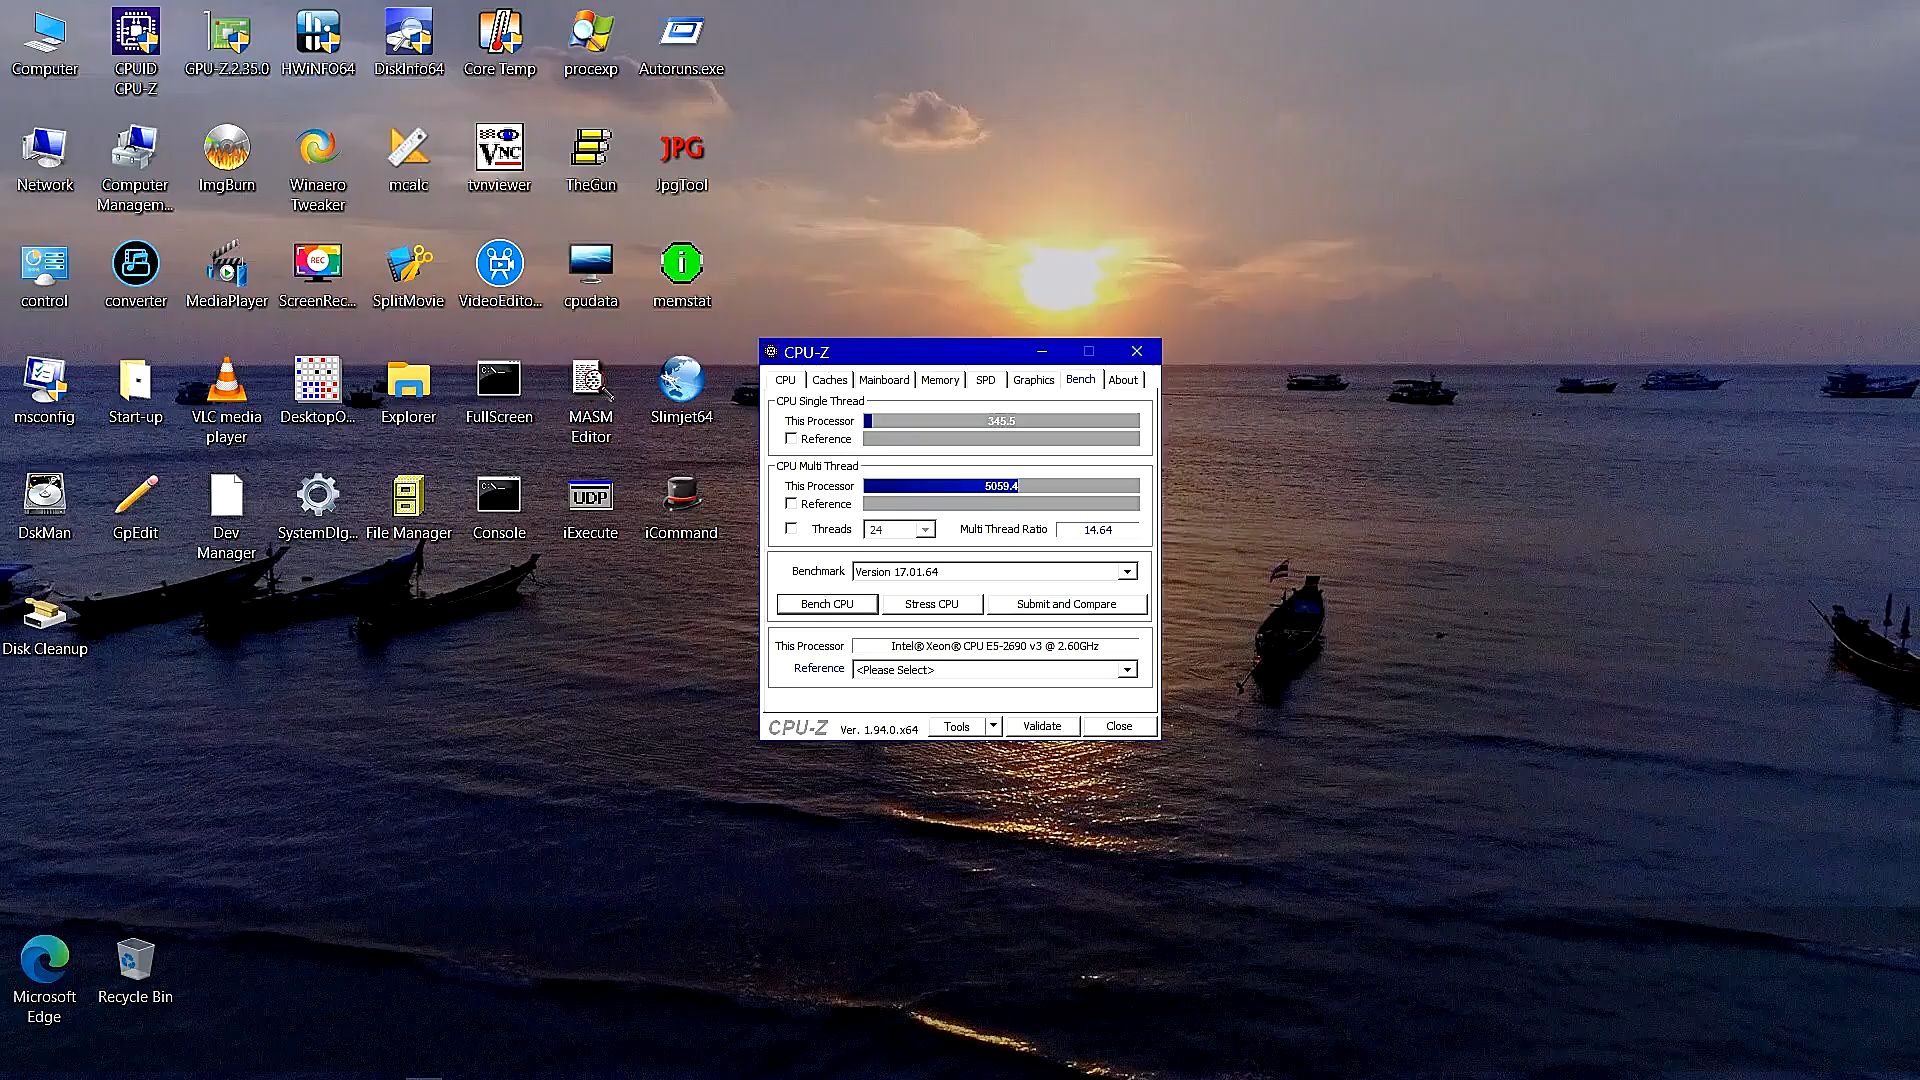 Computer
CPUID
CPU-Z
GPU-Z.2.35.0
HWiNFO64
DiskInfo64
Core Temp
procexp
Autoruns.exe
Network
Computer
Managem...
ImgBurn
Winaero
Tweaker
mcalc
VNC
tvnviewer
TheGun
JPG
JpgTool
control
converter
MediaPlayer
REC
ScreenRec...
SplitMovie
VideoEdito...
cpudata
memstat
msconfig
Start-up
VLC media
player
DesktopO...
Explorer
C:\_
FullScreen
MASM
Editor
Slimjet64
DskMan
GpEdit
Dev
Manager
SystemDlg...
File Manager
C:\_
Console
UDP
iExecute
iCommand
Disk Cleanup
Microsoft
Edge
Recycle Bin
CPU-Z
CPU Caches Mainboard Memory SPD Graphics Bench About
CPU Single Thread
This Processor 345.5
Reference
CPU Multi Thread
This Processor 5059.4
Reference
Threads 24 Multi Thread Ratio 14.64
Benchmark Version 17.01.64
Bench CPU Stress CPU Submit and Compare
This Processor Intel® Xeon® CPU E5-2690 v3 @ 2.60GHz
Reference <Please Select>
CPU-Z Ver. 1.94.0.x64 Tools Validate Close